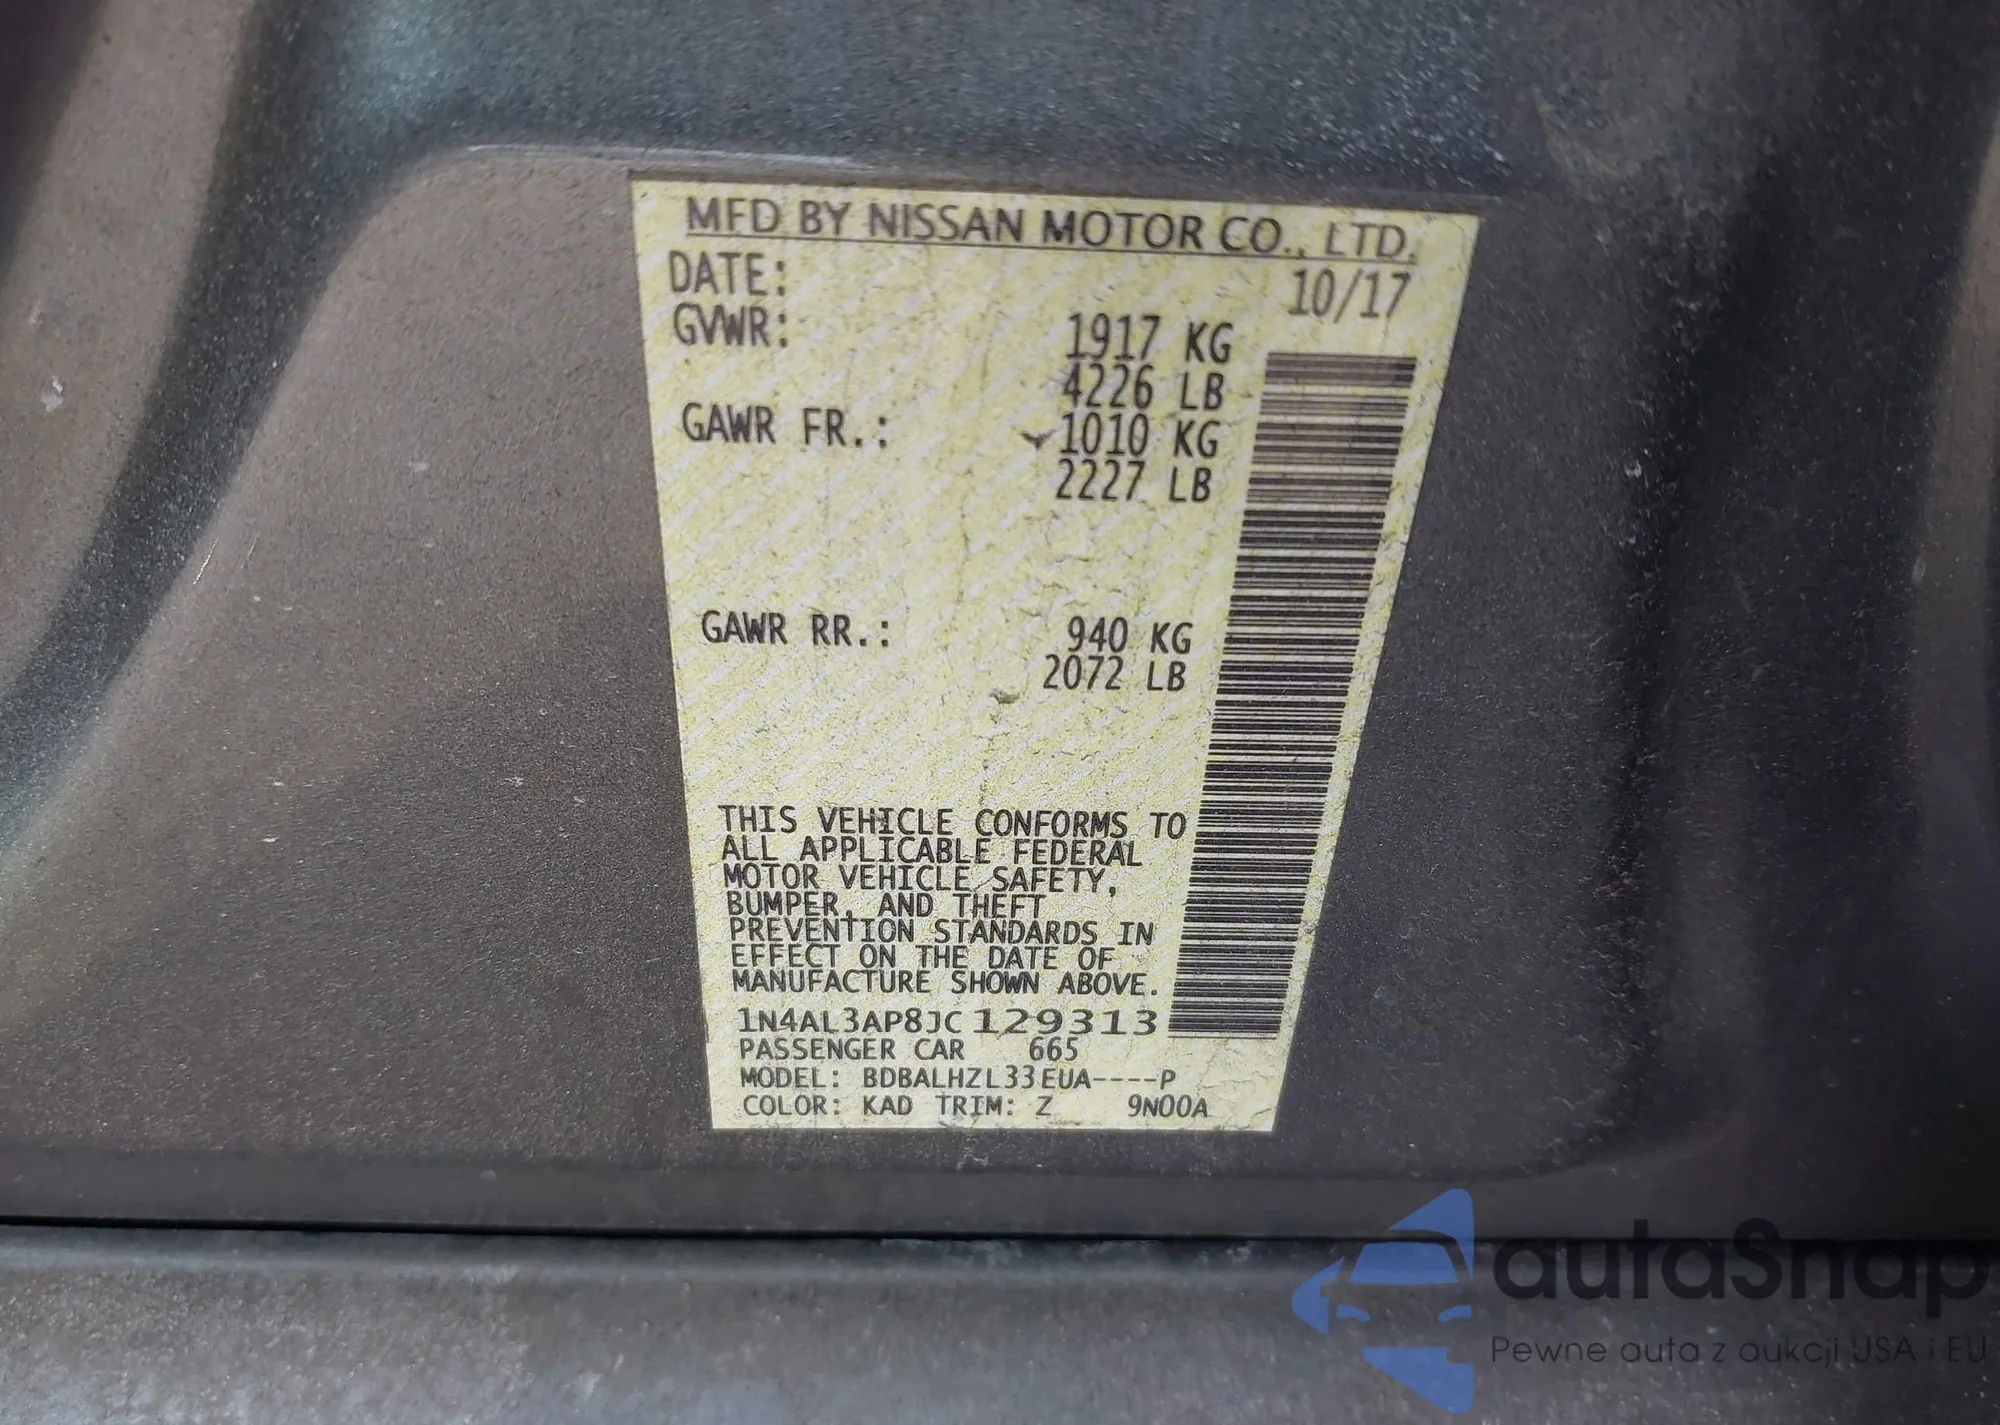 MFD BY NISSAN MOTOR CO., LTD.
DATE: 10/17
GVWR: 1917 KG
4226 LB
GAWR FR.: 1010 KG
2227 LB
GAWR RR.: 940 KG
2072 LB
THIS VEHICLE CONFORMS TO
ALL APPLICABLE FEDERAL
MOTOR VEHICLE SAFETY,
BUMPER, AND THEFT
PREVENTION STANDARDS IN
EFFECT ON THE DATE OF
MANUFACTURE SHOWN ABOVE.
1N4AL3AP8JC129313
PASSENGER CAR 665
MODEL: BDBALHZL33EUA----P
COLOR: KAD TRIM: Z 9N00A
autoSnap
Pewne auta z aukcji USA i EU